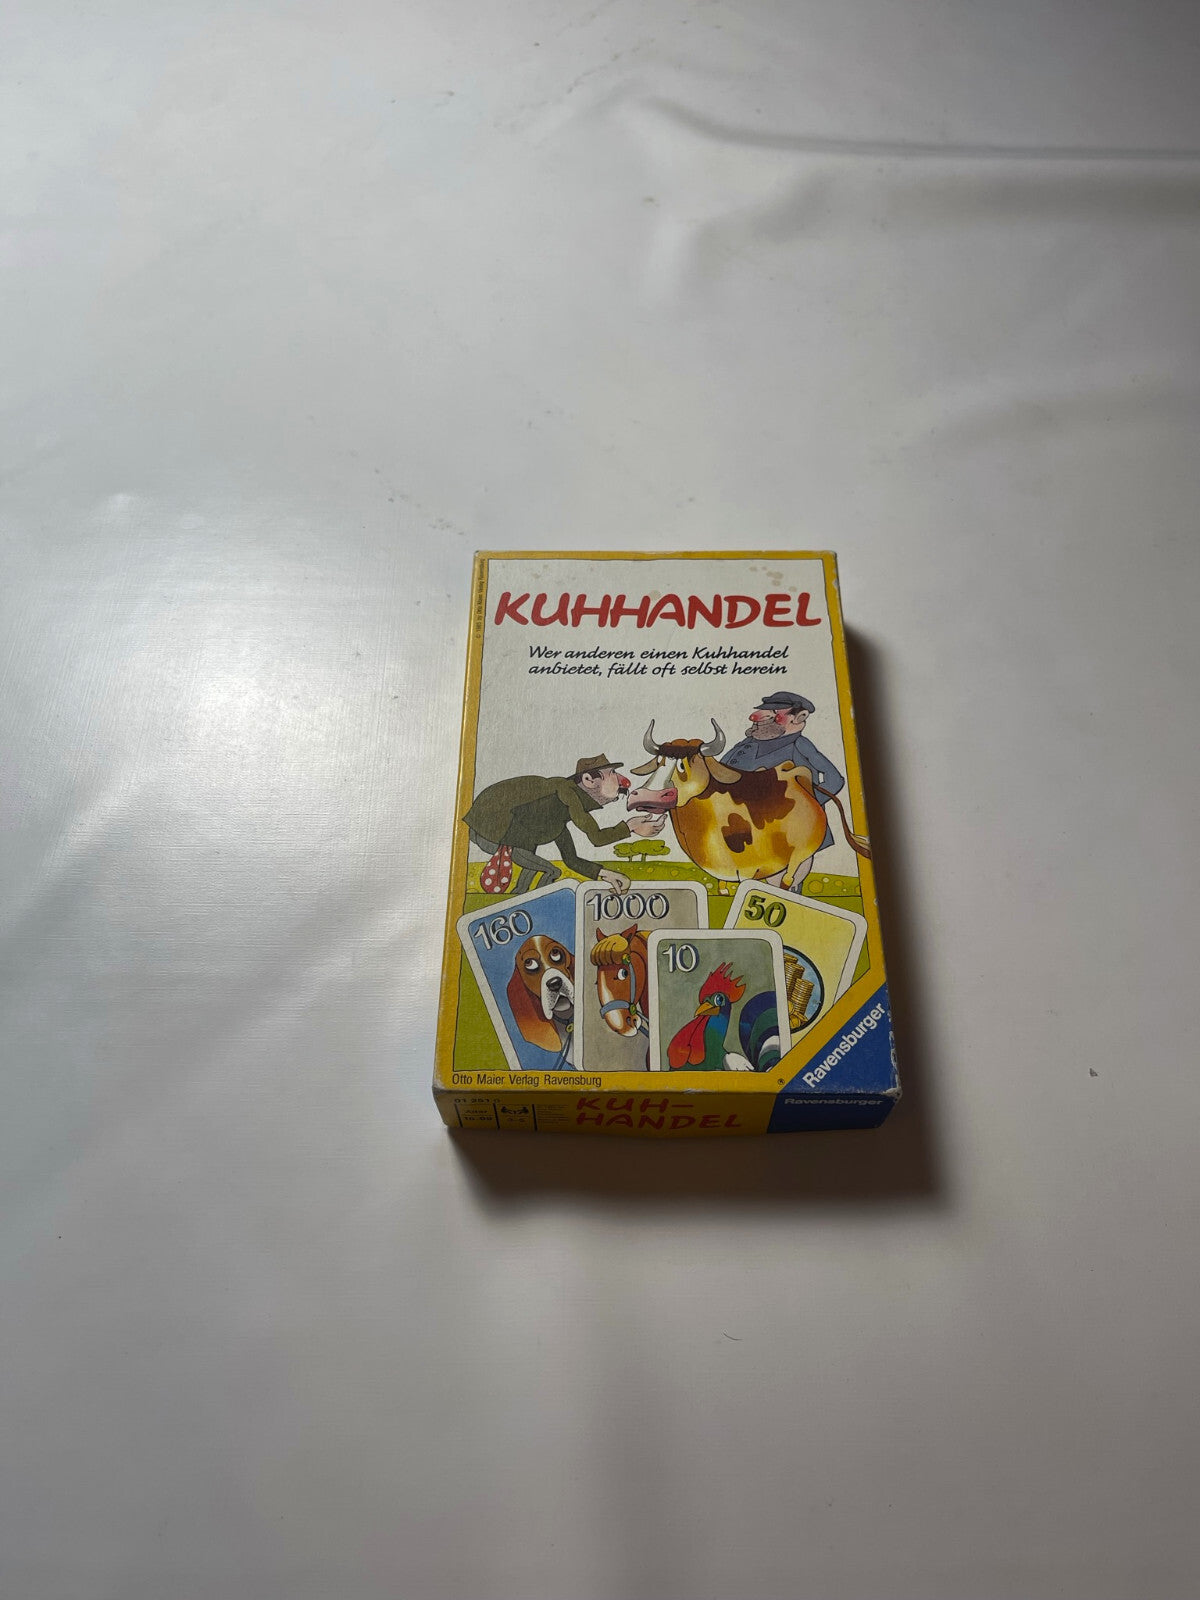 KUHHANDEL
Wer anderen einen Kuhhandel
anbietet, fällt oft selbst herein
160
1000
50
10
Ravensburger
Otto Maier Verlag Ravensburg
®
KUH-
HANDEL
Ravensburger